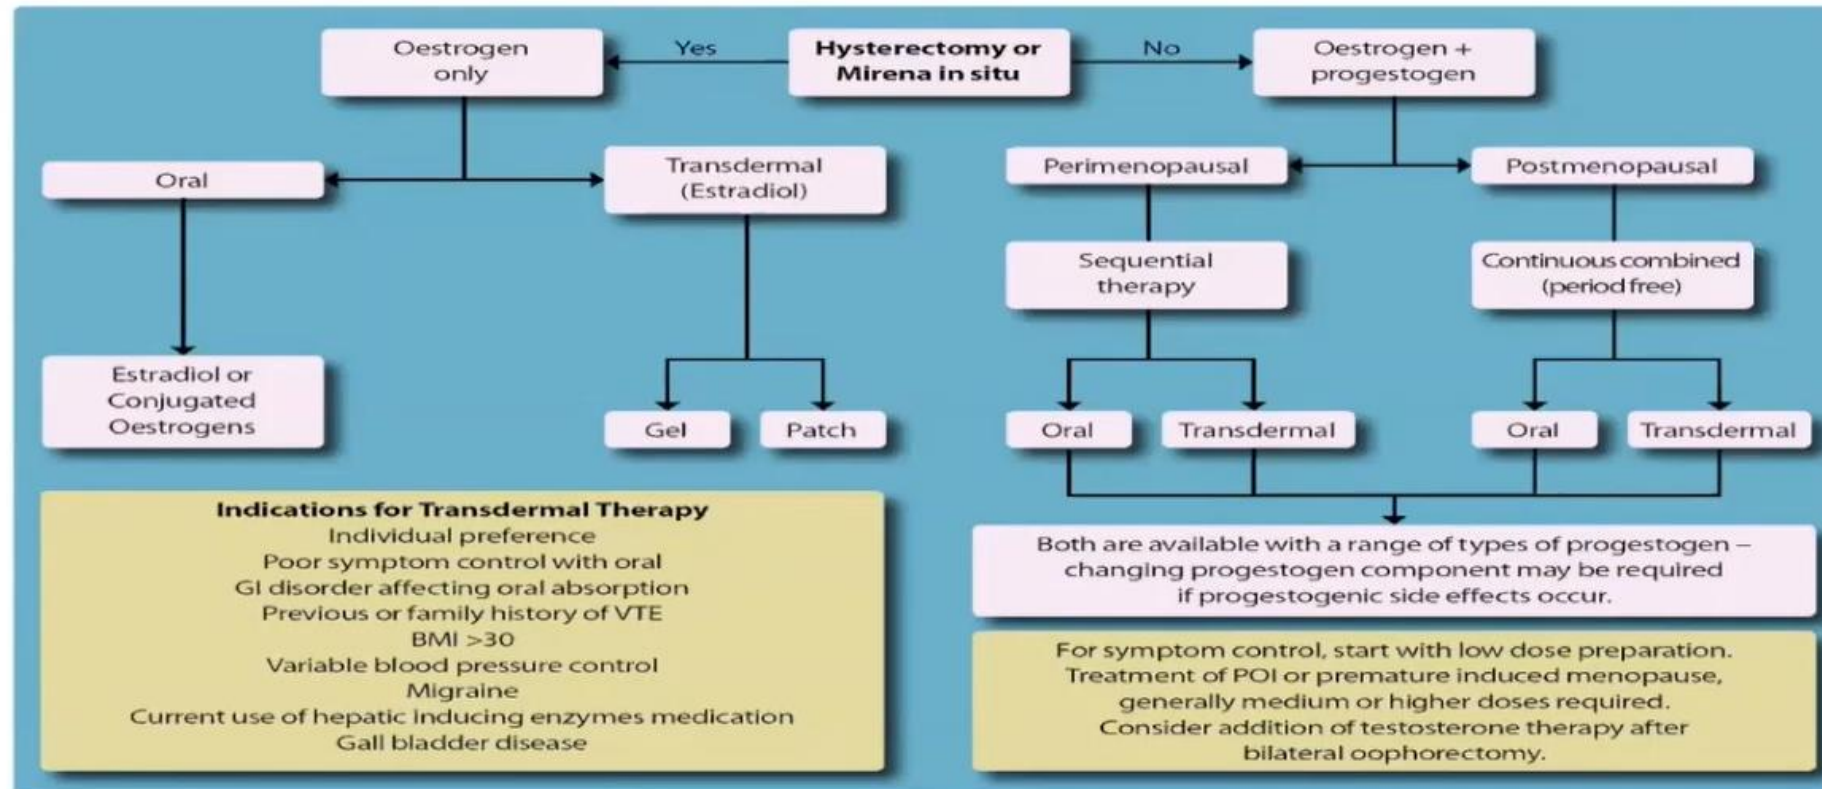 Oestrogen
only
Yes
Hysterectomy or
Mirena in situ
No
Oestrogen +
progestogen
Oral
Transdermal
(Estradiol)
Perimenopausal
Postmenopausal
Sequential
therapy
Continuous combined
(period free)
Estradiol or
Conjugated
Oestrogens
Gel
Patch
Oral
Transdermal
Oral
Transdermal
Indications for Transdermal Therapy
Individual preference
Poor symptom control with oral
GI disorder affecting oral absorption
Previous or family history of VTE
BMI >30
Variable blood pressure control
Migraine
Current use of hepatic inducing enzymes medication
Gall bladder disease
Both are available with a range of types of progestogen –
changing progestogen component may be required
if progestogenic side effects occur.
For symptom control, start with low dose preparation.
Treatment of POI or premature induced menopause,
generally medium or higher doses required.
Consider addition of testosterone therapy after
bilateral oophorectomy.